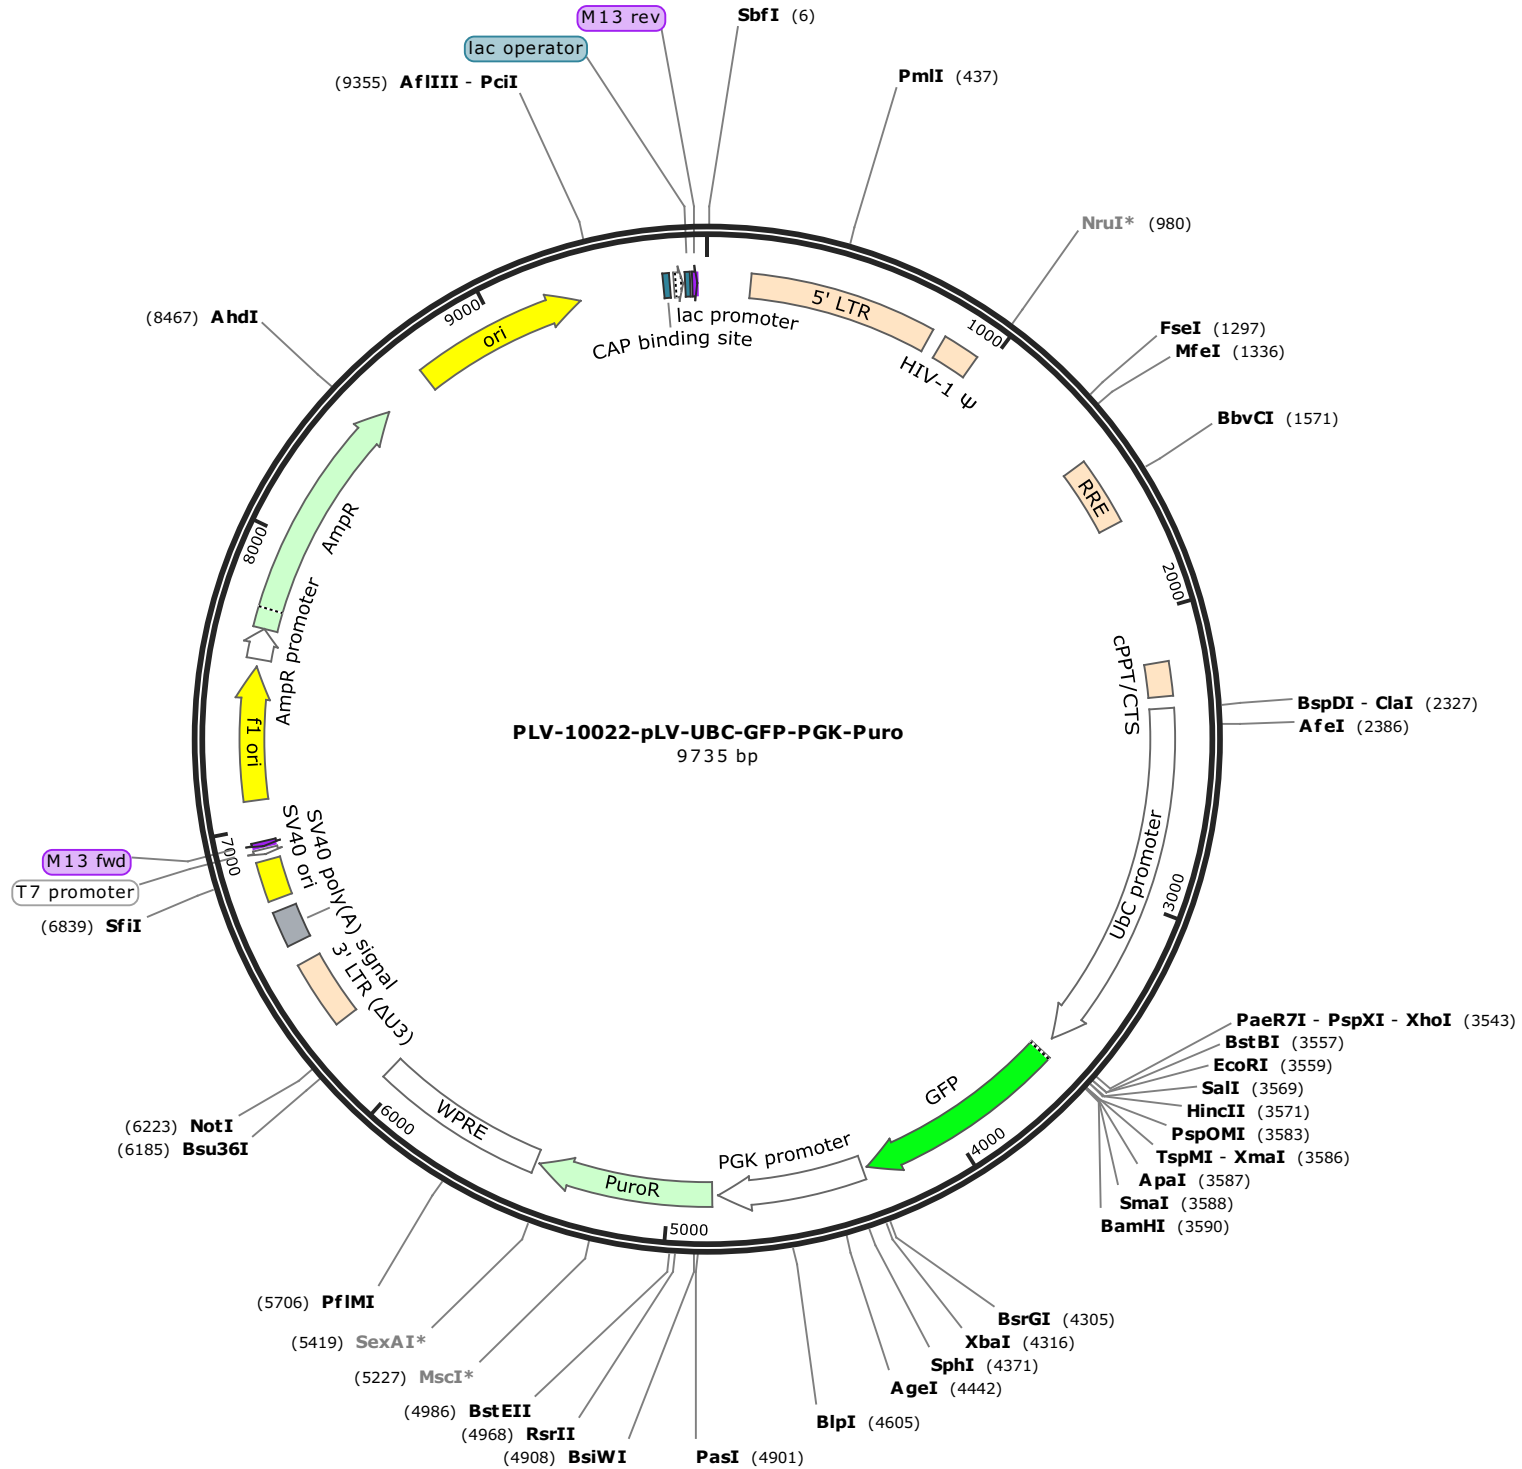 M13 rev
SbfI (6)
lac operator
(9355) AflIII - PciI
PmlI (437)
NruI* (980)
(8467) AhdI
FseI (1297)
MfeI (1336)
BbvCI (1571)
9000
ori
lac promoter
CAP binding site
5' LTR
HIV-1 Ψ
1000
RRE
2000
cPPT/CTS
BspDI - ClaI (2327)
AfeI (2386)
8000
AmpR
AmpR promoter
f1 ori
PLV-10022-pLV-UBC-GFP-PGK-Puro
9735 bp
UbC promoter
3000
M13 fwd
7000
T7 promoter
(6839) SfiI
SV40 ori
SV40 poly(A) signal
3' LTR (ΔU3)
PaeR7I - PspXI - XhoI (3543)
BstBI (3557)
EcoRI (3559)
SalI (3569)
HincII (3571)
PspOMI (3583)
TspMI - XmaI (3586)
ApaI (3587)
SmaI (3588)
BamHI (3590)
GFP
4000
PGK promoter
PuroR
5000
WPRE
6000
(6223) NotI
(6185) Bsu36I
(5706) PflMI
(5419) SexAI*
(5227) MscI*
(4986) BstEII
(4968) RsrII
(4908) BsiWI
PasI (4901)
BlpI (4605)
AgeI (4442)
SphI (4371)
XbaI (4316)
BsrGI (4305)